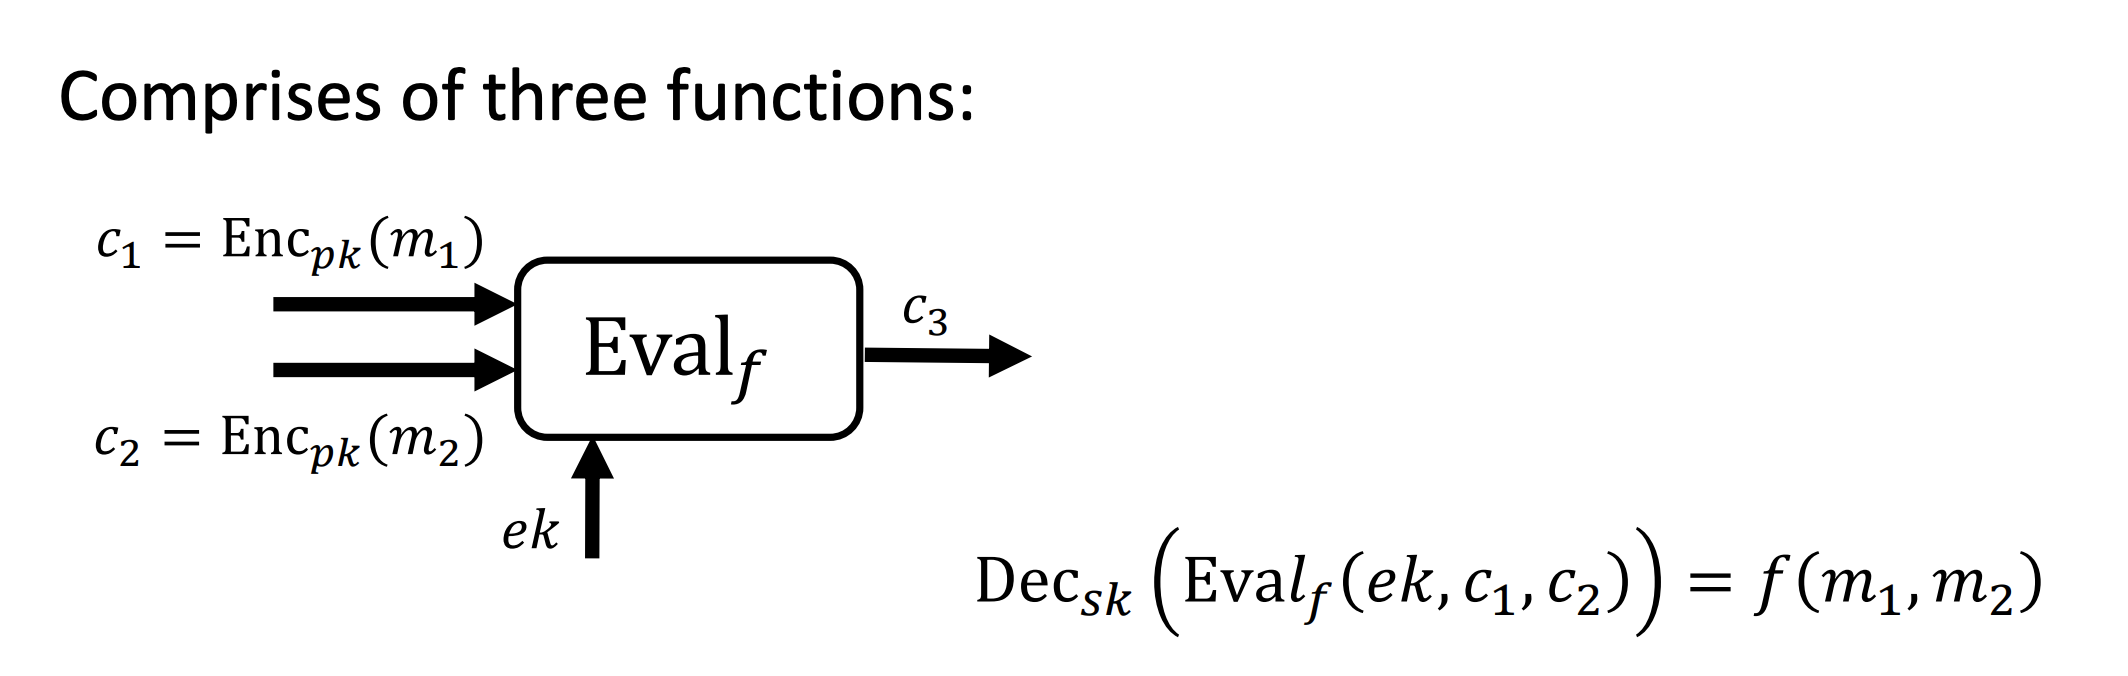 Comprises of three functions:
c₁ = Enc_pk(m₁)
Eval_f
c₃
c₂ = Enc_pk(m₂)
ek
Dec_sk(Eval_f(ek, c₁, c₂)) = f(m₁, m₂)